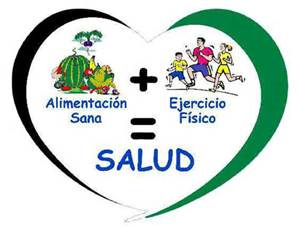 +
Alimentación Ejercicio
Sana Físico
=
SALUD